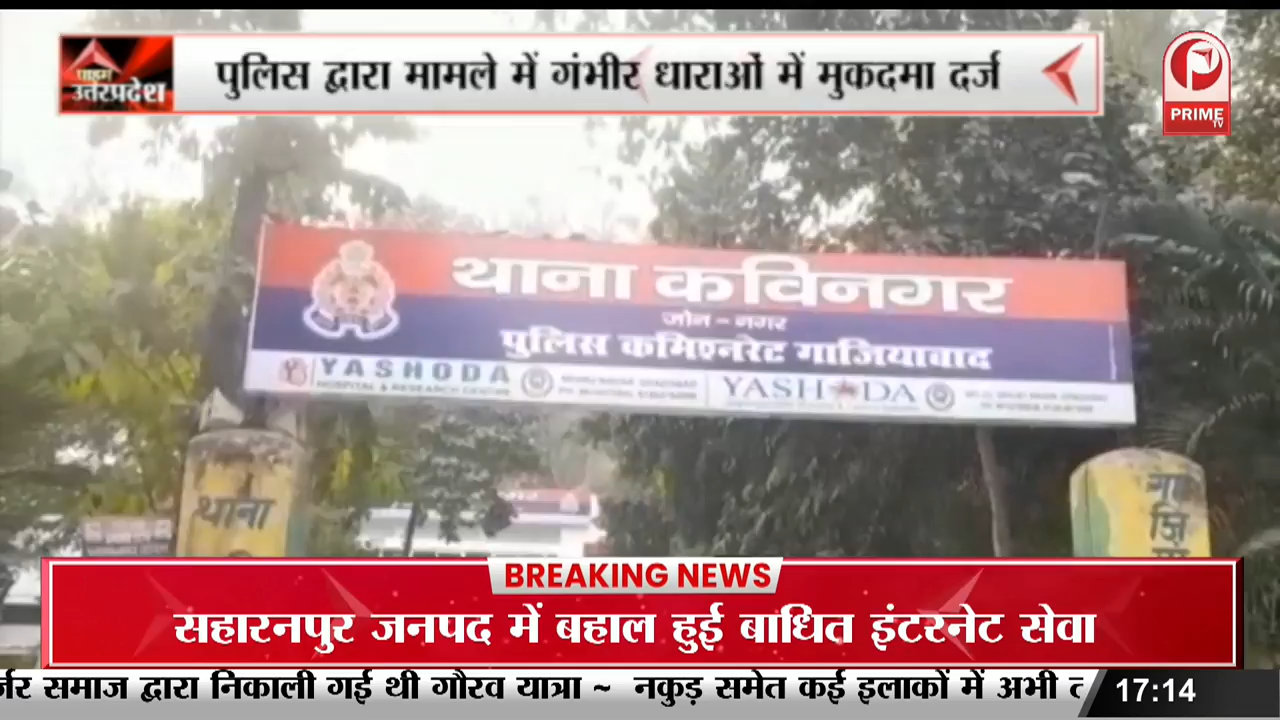 प्राइम
उत्तरप्रदेश
पुलिस द्वारा मामले में गंभीर धाराओं में मुकदमा दर्ज
PRIME
TV
थाना कविनगर
जोन - नगर
पुलिस कमिश्नरेट गाजियाबाद
YASHODA
HOSPITAL & RESEARCH CENTRE
YASHODA
थाना
गा
जि
BREAKING NEWS
सहारनपुर जनपद में बहाल हुई बाधित इंटरनेट सेवा
र्जर समाज द्वारा निकाली गई थी गौरव यात्रा ~ नकुड़ समेत कई इलाकों में अभी त
17:14